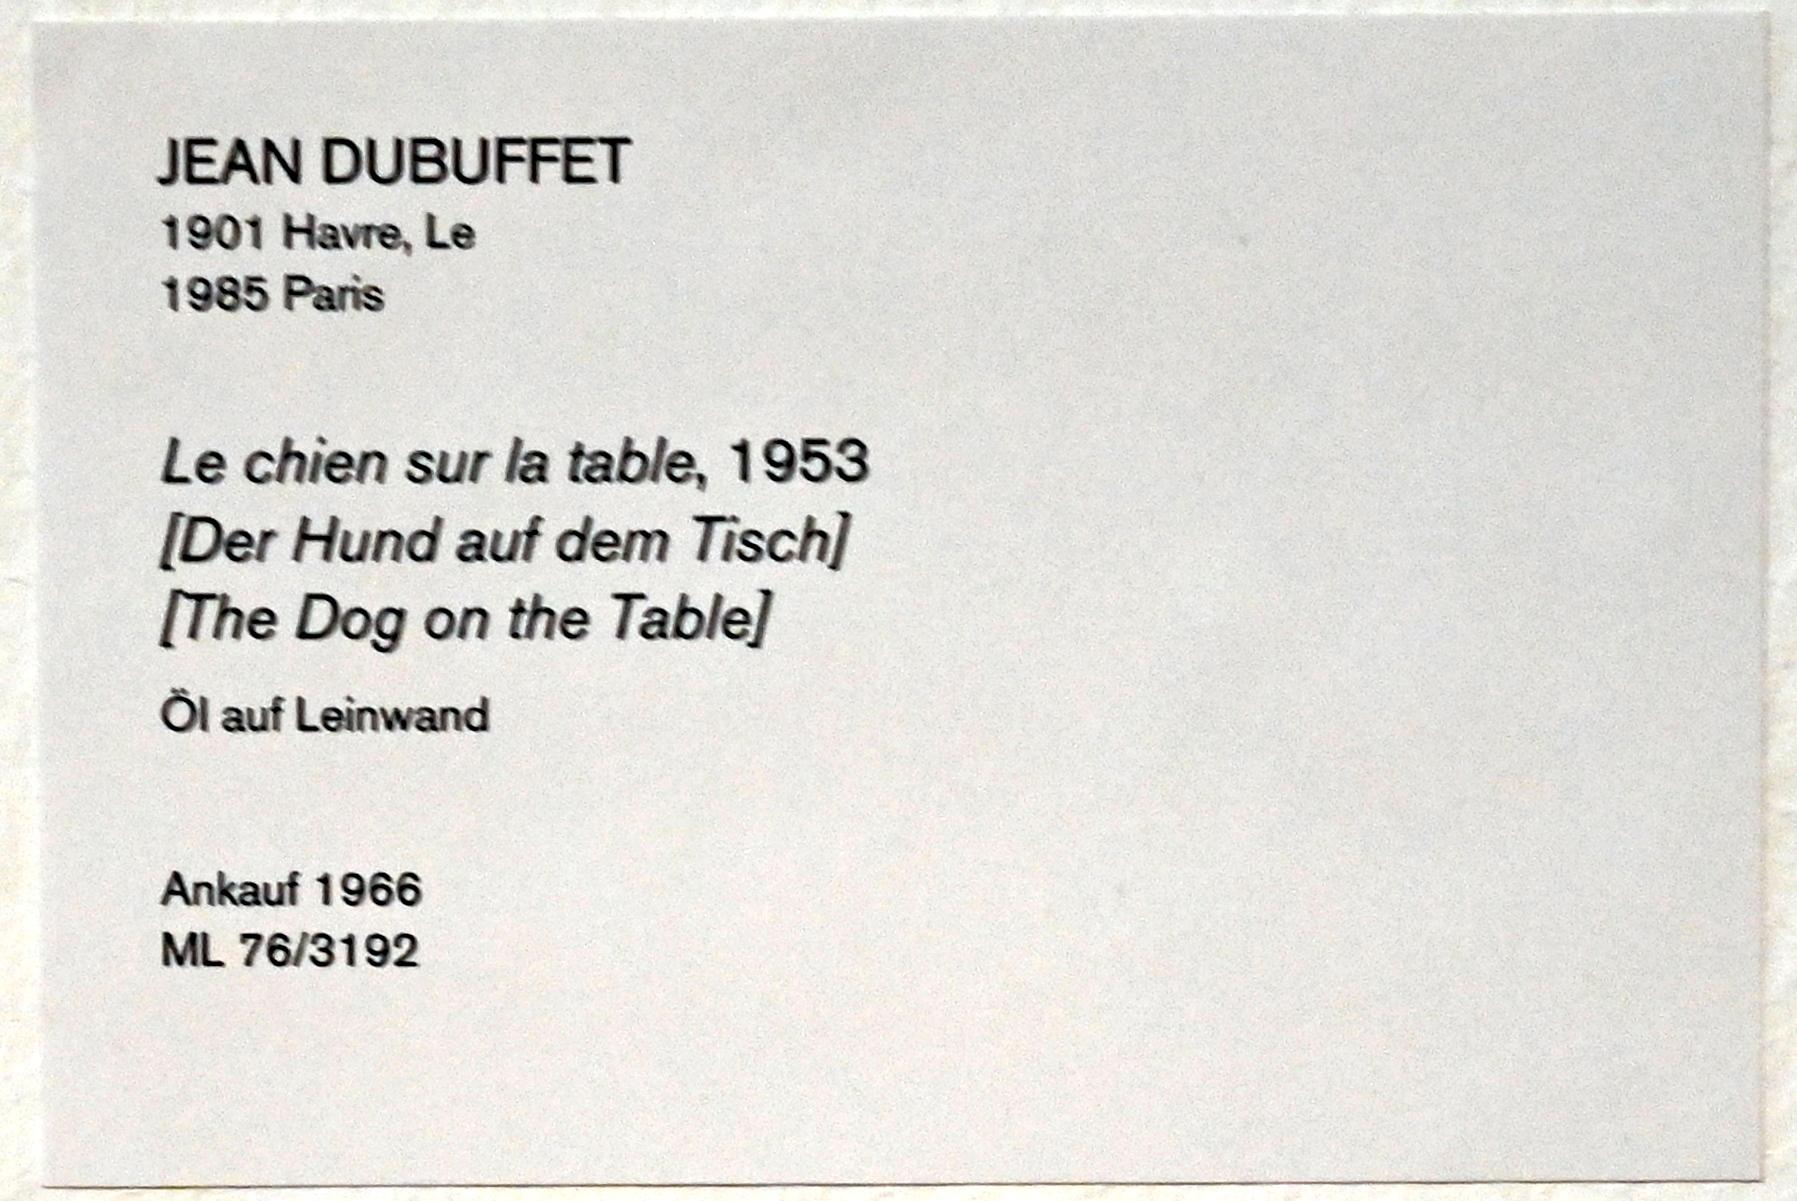 JEAN DUBUFFET
1901 Havre, Le
1985 Paris
Le chien sur la table, 1953
[Der Hund auf dem Tisch]
[The Dog on the Table]
Öl auf Leinwand
Ankauf 1966
ML 76/3192